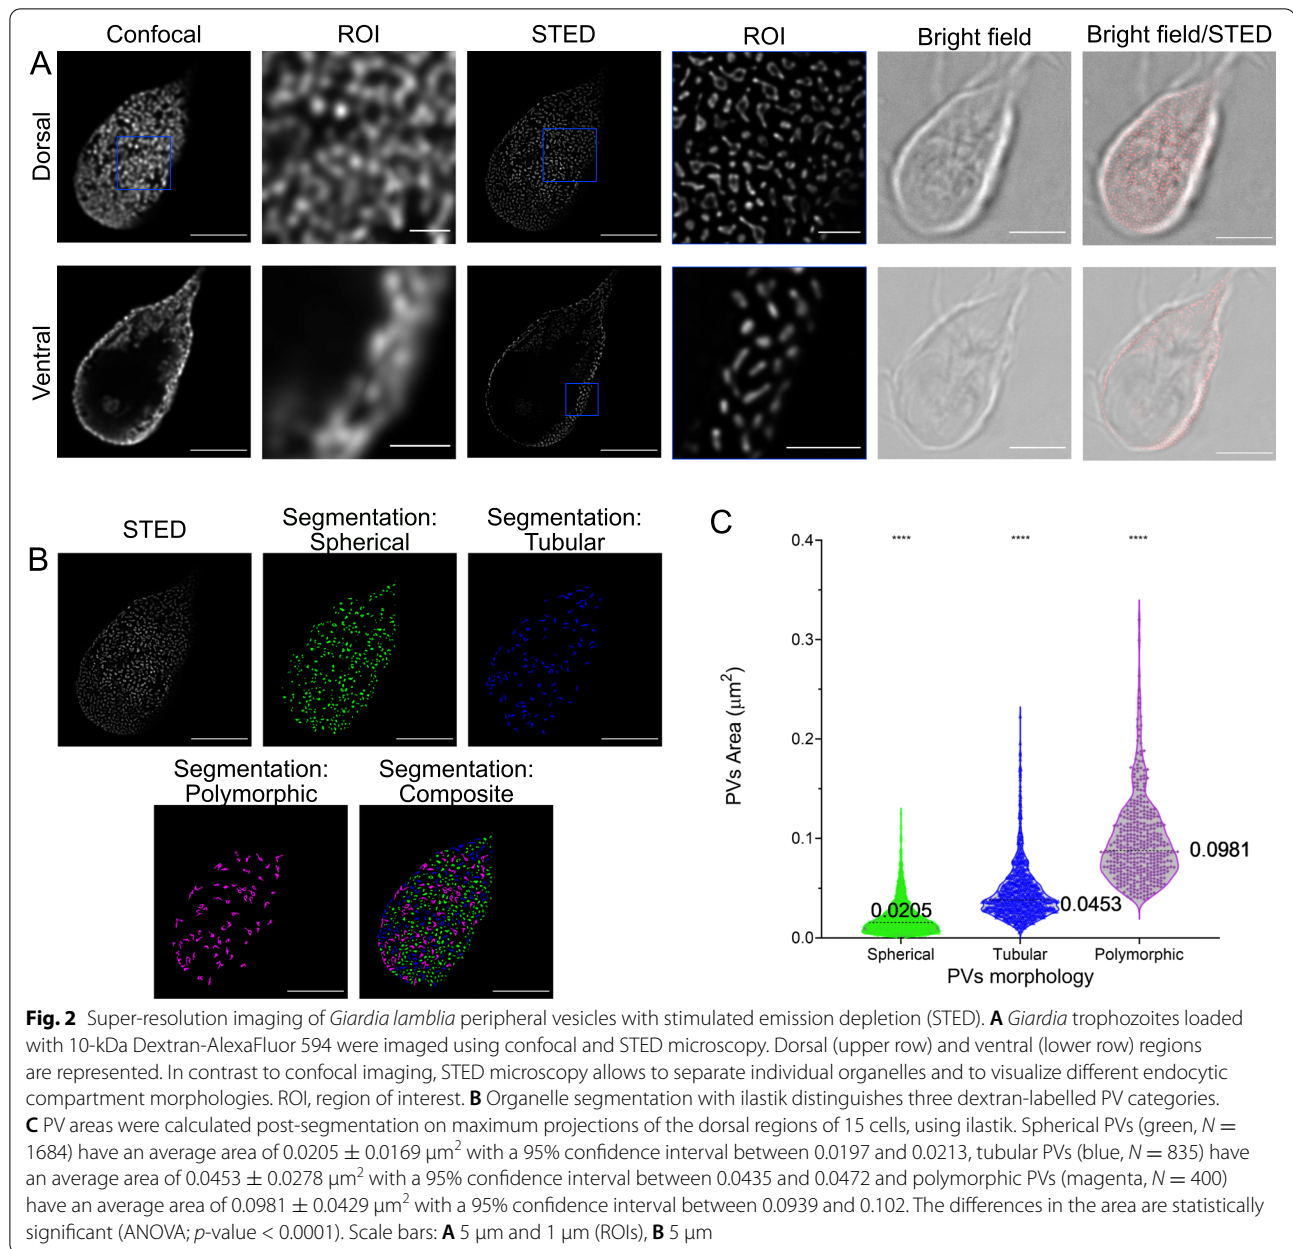 Confocal ROI STED ROI Bright field Bright field/STED
A
Dorsal
Ventral
B
STED
Segmentation: Spherical
Segmentation: Tubular
Segmentation: Polymorphic
Segmentation: Composite
C
**** **** ****
0.4
0.3
0.2
0.1
0.0
PVs Area (μm²)
0.0205
0.0453
0.0981
Spherical Tubular Polymorphic
PVs morphology
Fig. 2 Super-resolution imaging of Giardia lamblia peripheral vesicles with stimulated emission depletion (STED). A Giardia trophozoites loaded
with 10-kDa Dextran-AlexaFluor 594 were imaged using confocal and STED microscopy. Dorsal (upper row) and ventral (lower row) regions
are represented. In contrast to confocal imaging, STED microscopy allows to separate individual organelles and to visualize different endocytic
compartment morphologies. ROI, region of interest. B Organelle segmentation with ilastik distinguishes three dextran-labelled PV categories.
C PV areas were calculated post-segmentation on maximum projections of the dorsal regions of 15 cells, using ilastik. Spherical PVs (green, N =
1684) have an average area of 0.0205 ± 0.0169 μm² with a 95% confidence interval between 0.0197 and 0.0213, tubular PVs (blue, N = 835) have
an average area of 0.0453 ± 0.0278 μm² with a 95% confidence interval between 0.0435 and 0.0472 and polymorphic PVs (magenta, N = 400)
have an average area of 0.0981 ± 0.0429 μm² with a 95% confidence interval between 0.0939 and 0.102. The differences in the area are statistically
significant (ANOVA; p-value < 0.0001). Scale bars: A 5 μm and 1 μm (ROIs), B 5 μm